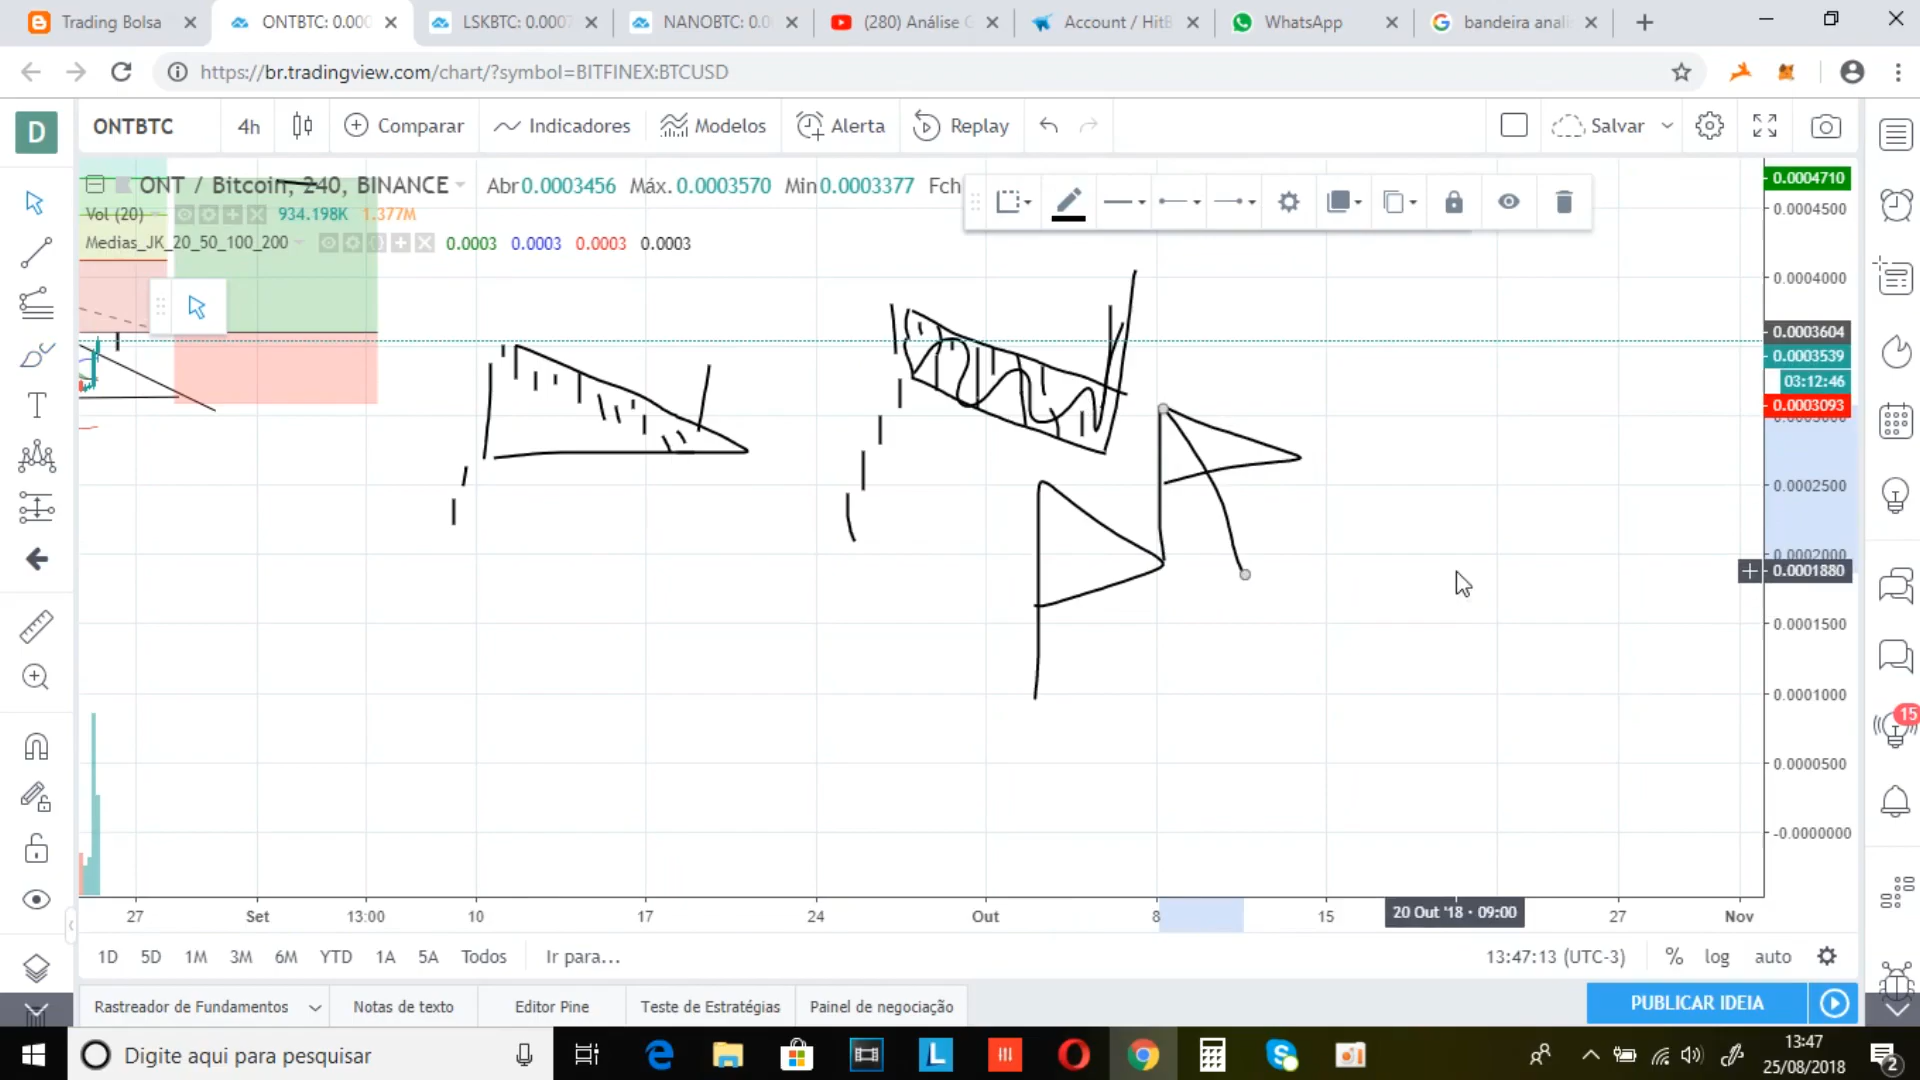 Trading Bolsa
ONTBTC: 0.000
LSKBTC: 0.000
NANOBTC: 0.0
(280) Análise G
Account / HitB
WhatsApp
bandeira anali
https://br.tradingview.com/chart/?symbol=BITFINEX:BTCUSD
D
ONTBTC
4h
Comparar
Indicadores
Modelos
Alerta
Replay
Salvar
ONT / Bitcoin, 240, BINANCE
Abr0.0003456 Máx. 0.0003570 Min0.0003377 Fch
Vol (20) 934.198K 1.377M
Medias_JK_20_50_100_200 0.0003 0.0003 0.0003 0.0003
T
0.0004710
0.0004500
0.0004000
0.0003604
0.0003539
03:12:46
0.0003093
0.0002500
0.0002000
0.0001880
0.0001500
0.0001000
0.0000500
-0.0000000
15
27 Set 13:00 10 17 24 Out 8 15 20 Out '18 · 09:00 27 Nov
1D 5D 1M 3M 6M YTD 1A 5A Todos Ir para...
13:47:13 (UTC-3) % log auto
Rastreador de Fundamentos
Notas de texto
Editor Pine
Teste de Estratégias
Painel de negociação
PUBLICAR IDEIA
Digite aqui para pesquisar
L
13:47
25/08/2018
2